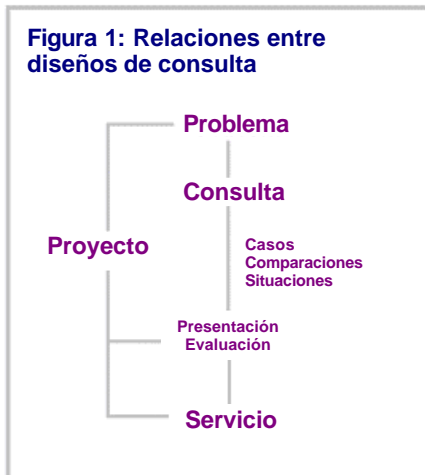 Figura 1: Relaciones entre
diseños de consulta
Problema
Consulta
Proyecto
Casos
Comparaciones
Situaciones
Presentación
Evaluación
Servicio